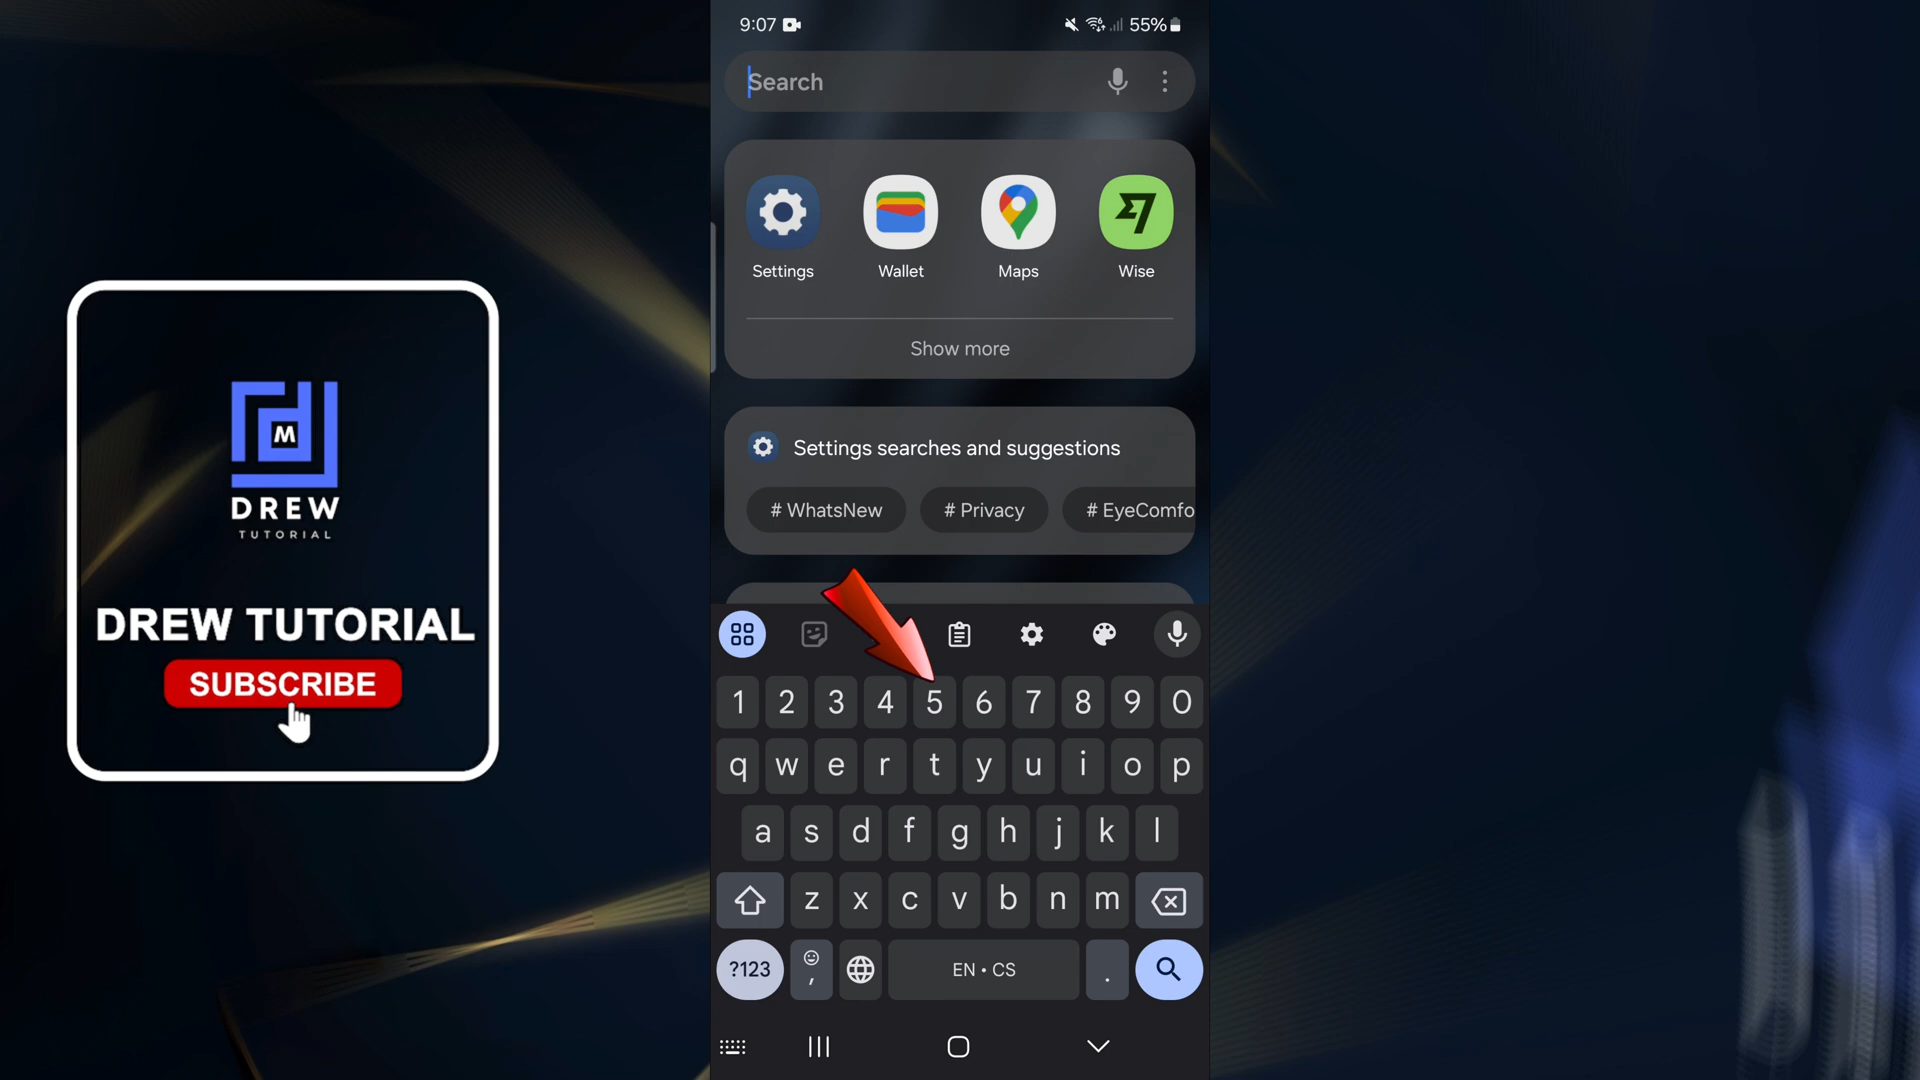 9:07
55%
Search
Settings
Wallet
Maps
Wise
Show more
Settings searches and suggestions
# WhatsNew
# Privacy
# EyeComfo
M
DREW
TUTORIAL
DREW TUTORIAL
SUBSCRIBE
1 2 3 4 5 6 7 8 9 0
q w e r t y u i o p
a s d f g h j k l
z x c v b n m
?123 , EN • CS .